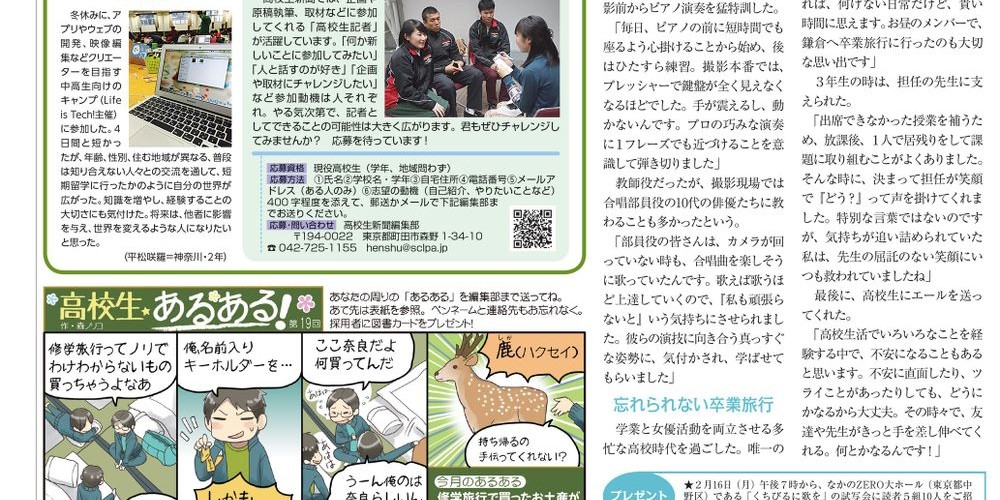 冬休みに、ア
プリやウェブの
開発、映像編
集などクリエー
ターを目指す
中高生向けの
キャンプ（Life
is Tech!主催）
に参加した。4
日間と短かっ
たが、年齢、性別、住む地域が異なる、普段
は知りえない人々との交流を通して、短
期留学に行ったかのように自分の世界が
広がった。知識を増やし、経験することの
大切さにも気付けた。将来は、他者に影響
を与え、世界を変えるような人になりたい
と思った。
（平松咲羅＝神奈川・2年）
原稿執筆、取材などに参加
してくれる「高校生記者」
が活躍しています。「何か新
しいことに参加してみたい」
「人と話すのが好き」「企画
や取材にチャレンジしたい」
など参加動機は人それぞ
れ。やる気次第で、記者と
してできることの可能性は大きく広がります。君もぜひチャレンジし
てみませんか？　応募を待っています！
応募資格　現役高校生（学年、地域問わず）
応募方法　①氏名②学校名・学年③自宅住所④電話番号⑤メールア
ドレス（ある人のみ）⑥志望の動機（自己紹介、やりたいことなど）
400字程度を添えて、郵送かメールで下記編集部ま
でお送りください。
応募・問い合わせ　高校生新聞編集部
〒194-0022　東京都町田市森野 1-34-10
☎ 042-725-1155　henshu@sclpa.jp
高校生★あるある！
作・森ノリコ
第19回
あなたの周りの「あるある」を編集部まで送ってね。
あて先は表紙を参照。ペンネームと連絡先もお忘れなく。
採用者に図書カードをプレゼント！
修学旅行ってノリで
わけわからないもの
買っちゃうよなあ
俺、名前入り
キーホルダーを…
しかも
ここ奈良だよ
何買ってんだ
あはは
うーん俺のは
奈良らしいん
しか
鹿（ハクセイ）
持ち帰るの
手伝ってくれない？
今月のあるある
修学旅行で買ったお土産が
影前からピアノ演奏を猛特訓した。
「毎日、ピアノの前に短時間でも
座るよう心掛けることから始め、後
はひたすら練習。撮影本番では、
プレッシャーで鍵盤が全く見えなく
なるほどでした。手が震えるし、動
かないんです。プロの巧みな演奏
に１フレーズでも近づけることを意
識して弾き切りました」
教師役だったが、撮影現場では
合唱部員役の10代の俳優たちに教
わることも多かったという。
「部員役の皆さんは、カメラが回
っていない時も、合唱曲を楽しそう
に歌っていたんです。歌えば歌うほ
ど上達していくので、『私も頑張ら
ないと』という気持ちにさせられまし
た。彼らの演技に向き合う真っすぐ
な姿勢に、気付かされ、学ばせて
もらいました」
忘れられない卒業旅行
学業と女優活動を両立させる多
忙な高校時代を過ごした。唯一の
れば、何げない日常だけど、貴い
時間に思えます。お昼のメンバーで、
鎌倉へ卒業旅行に行ったのも大切
な思い出です」
３年生の時は、担任の先生に支
えられた。
「出席できなかった授業を補うた
め、放課後、１人で居残りをして課
題に取り組むことがよくありました。
そんな時に、決まって担任が笑顔
で『どう？』って声を掛けてくれまし
た。特別な言葉ではないのです
が、気持ちが追い詰められていた
私は、先生の屈託のない笑顔にい
つも救われていましたね」
最後に、高校生にエールを送っ
てくれた。
「高校生活でいろいろなことを経
験する中で、不安になることもある
と思います。不安に直面したり、ツ
ライことがあったりしても、どうに
かなるから大丈夫。その時々で、友
達や先生がきっと手を差し伸べてく
れる。何とかなるんです！」
プレゼント
★２月16日（月）午後７時から、なかのZERO大ホール（東京都中
野区）である「くちびるに歌を」の試写会に読者５組10人をご招